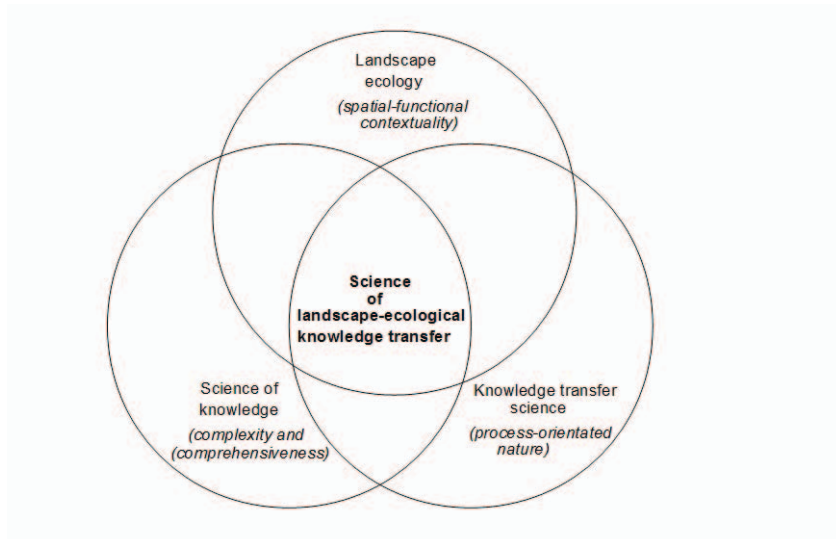 Landscape
ecology
(spatial-functional
contextuality)
Science
of
landscape-ecological
knowledge transfer
Science of
knowledge
(complexity and
(comprehensiveness)
Knowledge transfer
science
(process-orientated
nature)